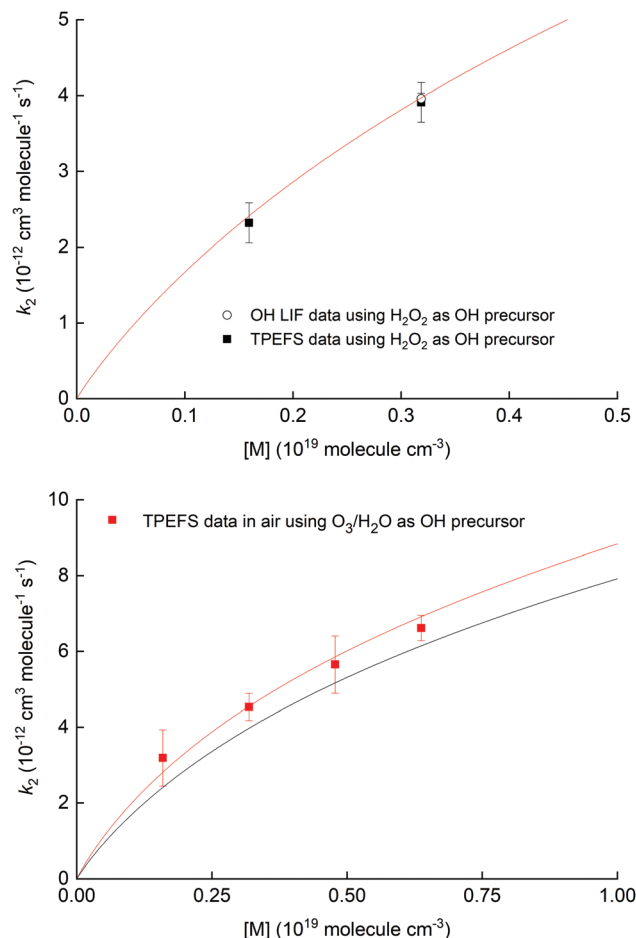 5
4
3
2
1
0
k₂ (10⁻¹² cm³ molecule⁻¹ s⁻¹)
OH LIF data using H₂O₂ as OH precursor
TPEFS data using H₂O₂ as OH precursor
0.0 0.1 0.2 0.3 0.4 0.5
[M] (10¹⁹ molecule cm⁻³)
10
8
6
4
2
0
k₂ (10⁻¹² cm³ molecule⁻¹ s⁻¹)
TPEFS data in air using O₃/H₂O as OH precursor
0.00 0.25 0.50 0.75 1.00
[M] (10¹⁹ molecule cm⁻³)